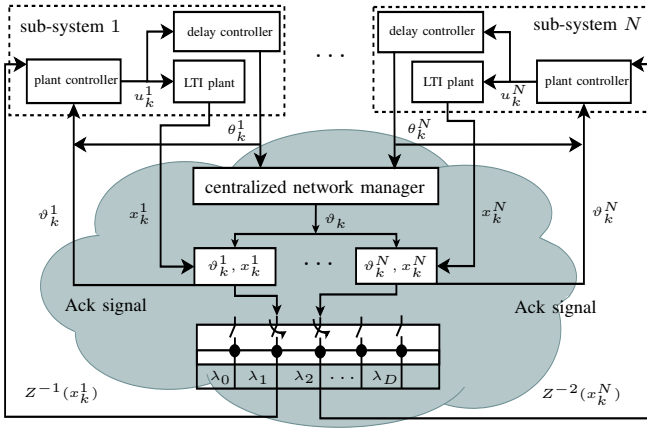 sub-system 1
sub-system N
delay controller
· · ·
delay controller
plant controller
LTI plant
LTI plant
plant controller
u_k^1
u_k^N
θ_k^1
θ_k^N
centralized network manager
ϑ_k^1
x_k^1
ϑ_k
x_k^N
ϑ_k^N
ϑ_k^1, x_k^1
· · ·
ϑ_k^N, x_k^N
Ack signal
Ack signal
λ_0 λ_1 λ_2 · · · λ_D
Z^{-1}(x_k^1)
Z^{-2}(x_k^N)